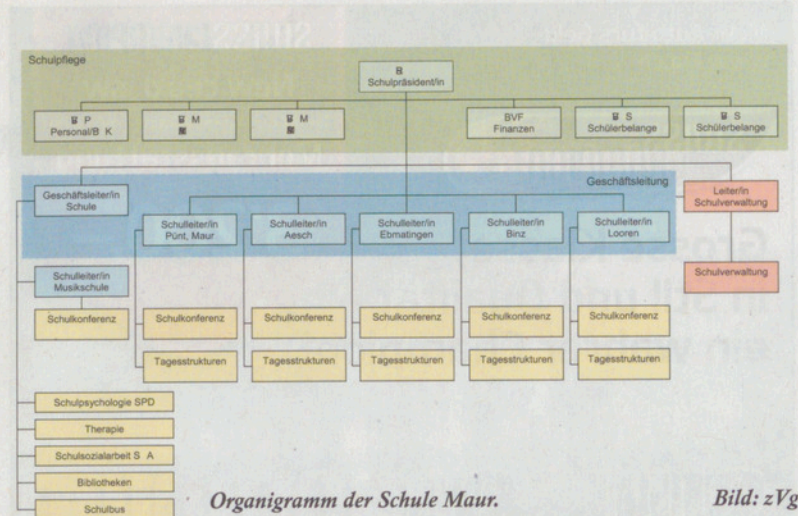 Schulpflege
Schulpräsident/in
P
Personal/B K
M
M
BVF
Finanzen
S
Schülerbelange
S
Schülerbelange
Geschäftsleitung
Geschäftsleiter/in
Schule
Leiter/in
Schulverwaltung
Schulleiter/in
Pünt, Maur
Schulleiter/in
Aesch
Schulleiter/in
Ebmatingen
Schulleiter/in
Binz
Schulleiter/in
Looren
Schulleiter/in
Musikschule
Schulverwaltung
Schulkonferenz
Schulkonferenz
Schulkonferenz
Schulkonferenz
Schulkonferenz
Schulkonferenz
Tagesstrukturen
Tagesstrukturen
Tagesstrukturen
Tagesstrukturen
Tagesstrukturen
Schulpsychologie SPD
Therapie
Schulsozialarbeit S A
Bibliotheken
Schulbus
Organigramm der Schule Maur.
Bild: zVg